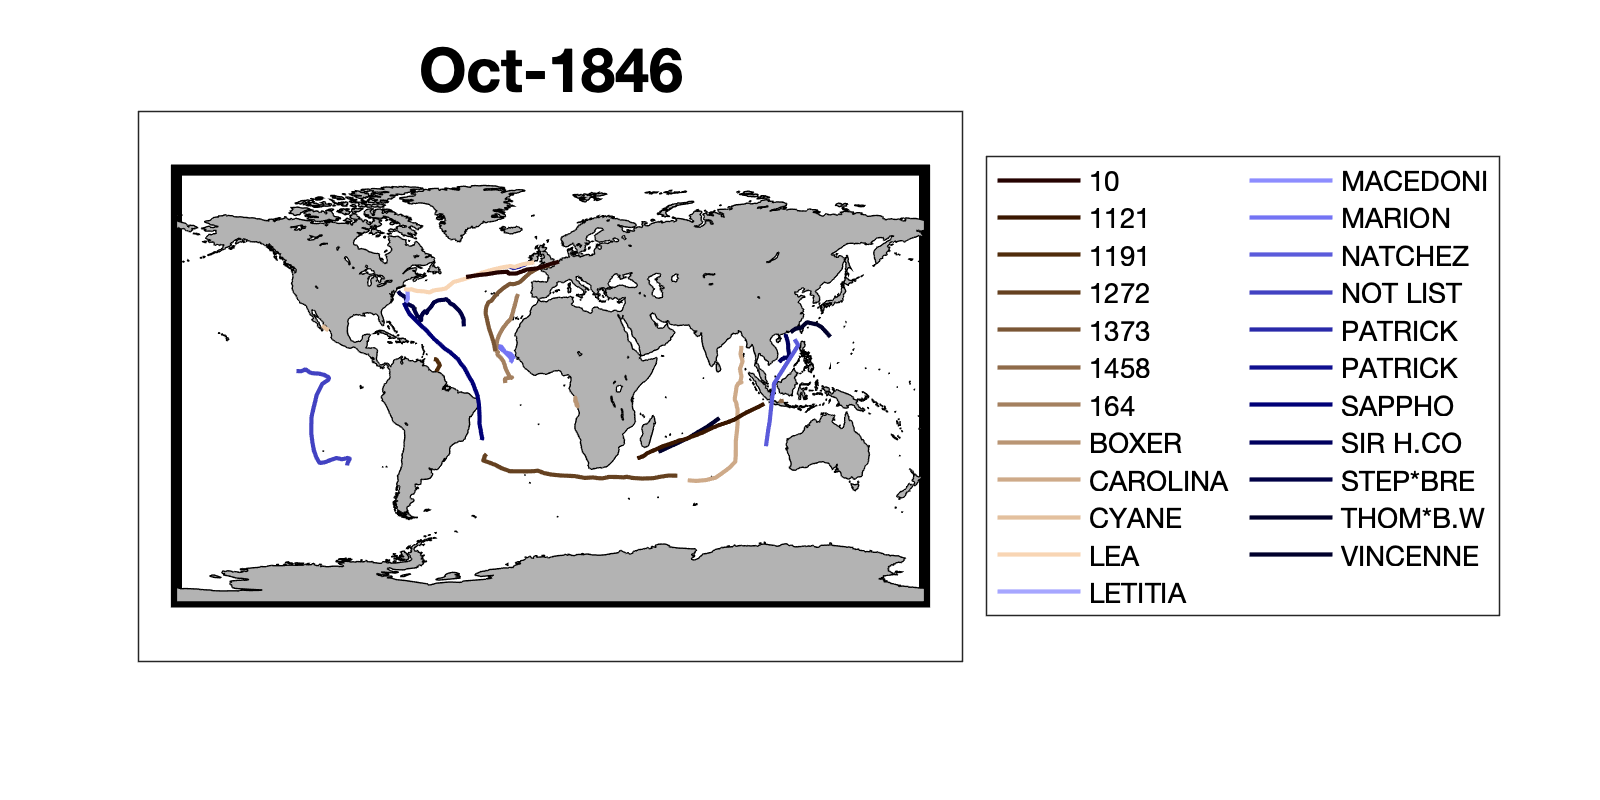 Oct-1846
10
1121
1191
1272
1373
1458
164
BOXER
CAROLINA
CYANE
LEA
LETITIA
MACEDONI
MARION
NATCHEZ
NOT LIST
PATRICK
PATRICK
SAPPHO
SIR H.CO
STEP*BRE
THOM*B.W
VINCENNE